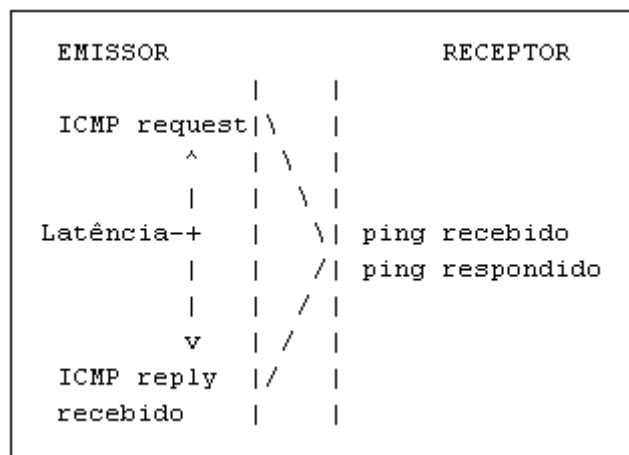 EMISSOR RECEPTOR
ICMP request
Latência
ping recebido
ping respondido
ICMP reply
recebido